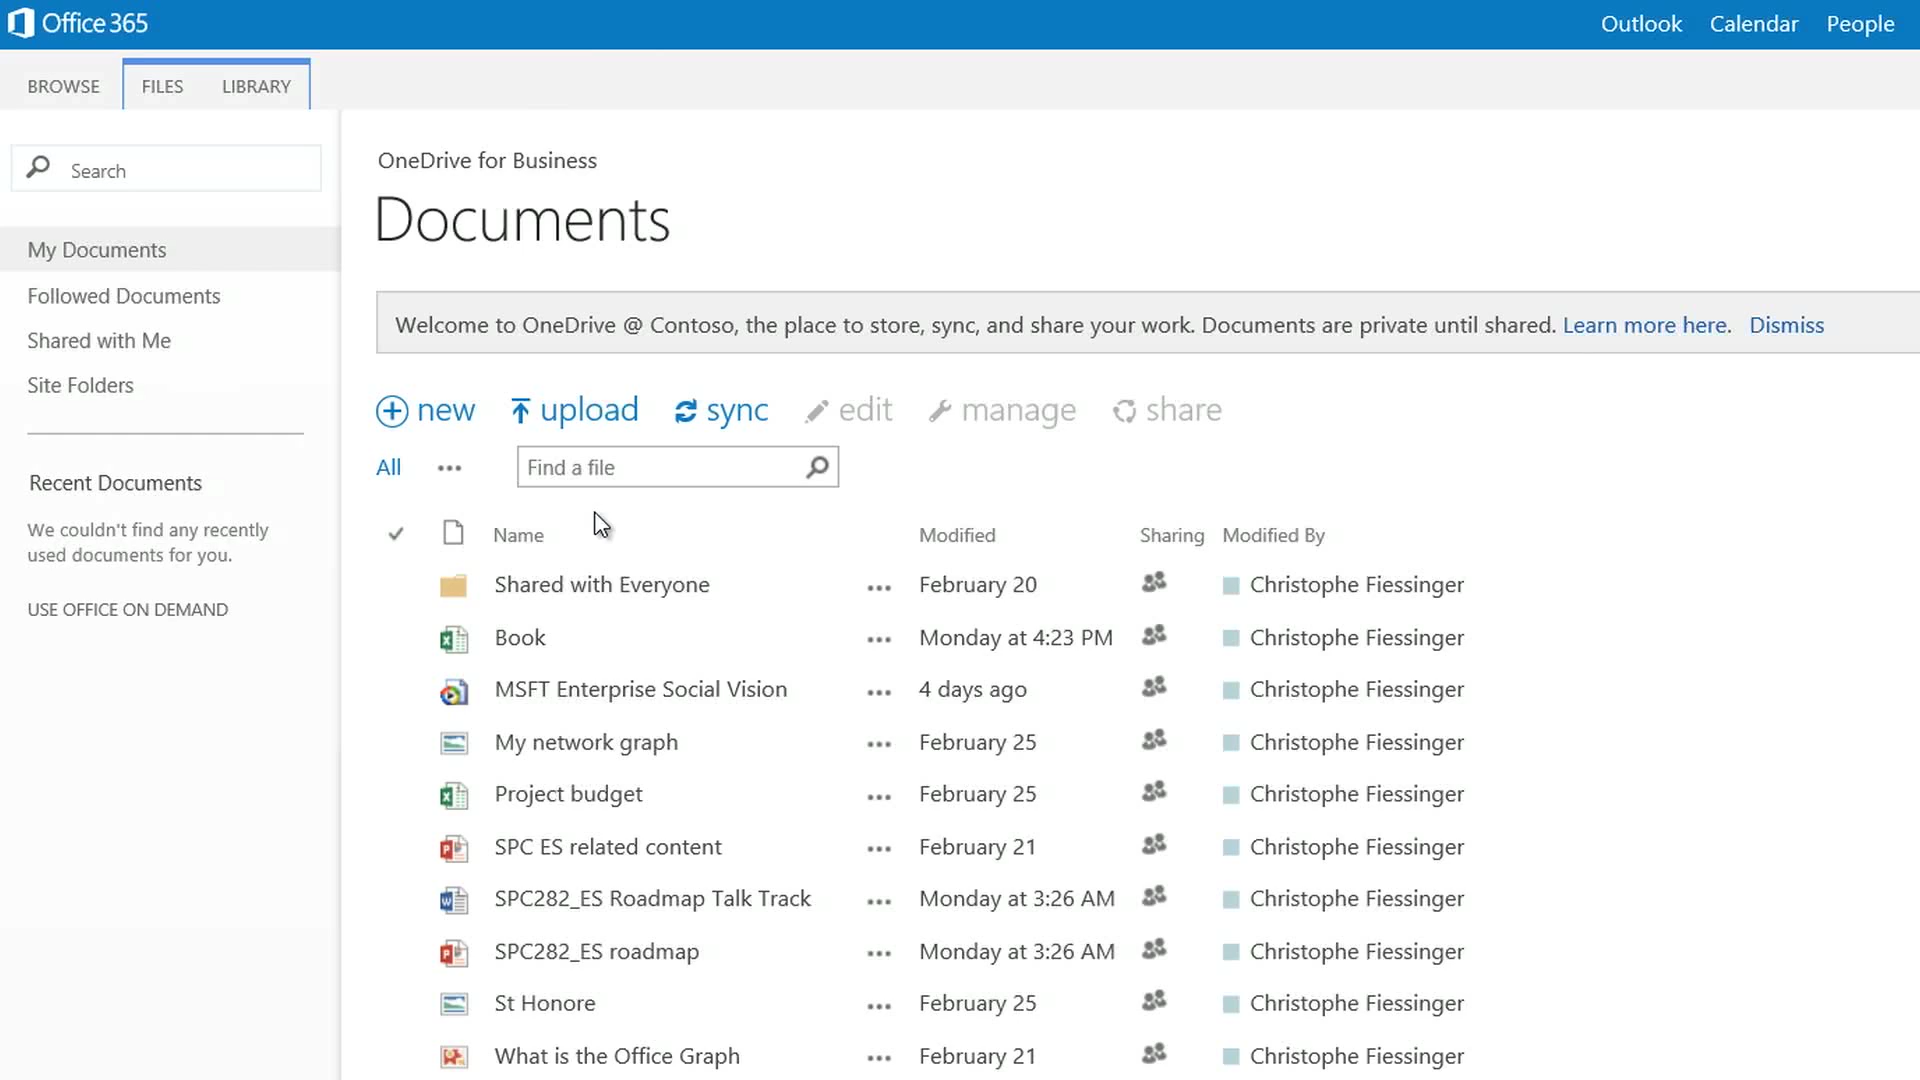 Office 365
Outlook Calendar People
BROWSE FILES LIBRARY
Search
My Documents
Followed Documents
Shared with Me
Site Folders
Recent Documents
We couldn't find any recently
used documents for you.
USE OFFICE ON DEMAND
OneDrive for Business
Documents
Welcome to OneDrive @ Contoso, the place to store, sync, and share your work. Documents are private until shared. Learn more here. Dismiss
new upload sync edit manage share
All ••• Find a file
Name Modified Sharing Modified By
Shared with Everyone ••• February 20 Christophe Fiessinger
Book ••• Monday at 4:23 PM Christophe Fiessinger
MSFT Enterprise Social Vision ••• 4 days ago Christophe Fiessinger
My network graph ••• February 25 Christophe Fiessinger
Project budget ••• February 25 Christophe Fiessinger
SPC ES related content ••• February 21 Christophe Fiessinger
SPC282_ES Roadmap Talk Track ••• Monday at 3:26 AM Christophe Fiessinger
SPC282_ES roadmap ••• Monday at 3:26 AM Christophe Fiessinger
St Honore ••• February 25 Christophe Fiessinger
What is the Office Graph ••• February 21 Christophe Fiessinger